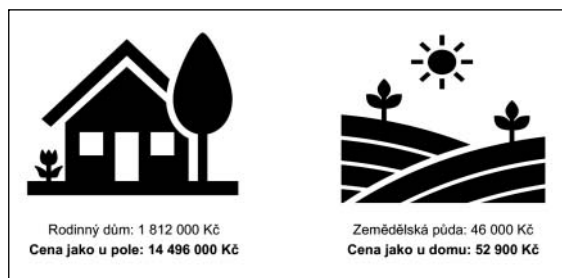 Rodinný dům: 1 812 000 Kč
Cena jako u pole: 14 496 000 Kč
Zemědělská půda: 46 000 Kč
Cena jako u domu: 52 900 Kč